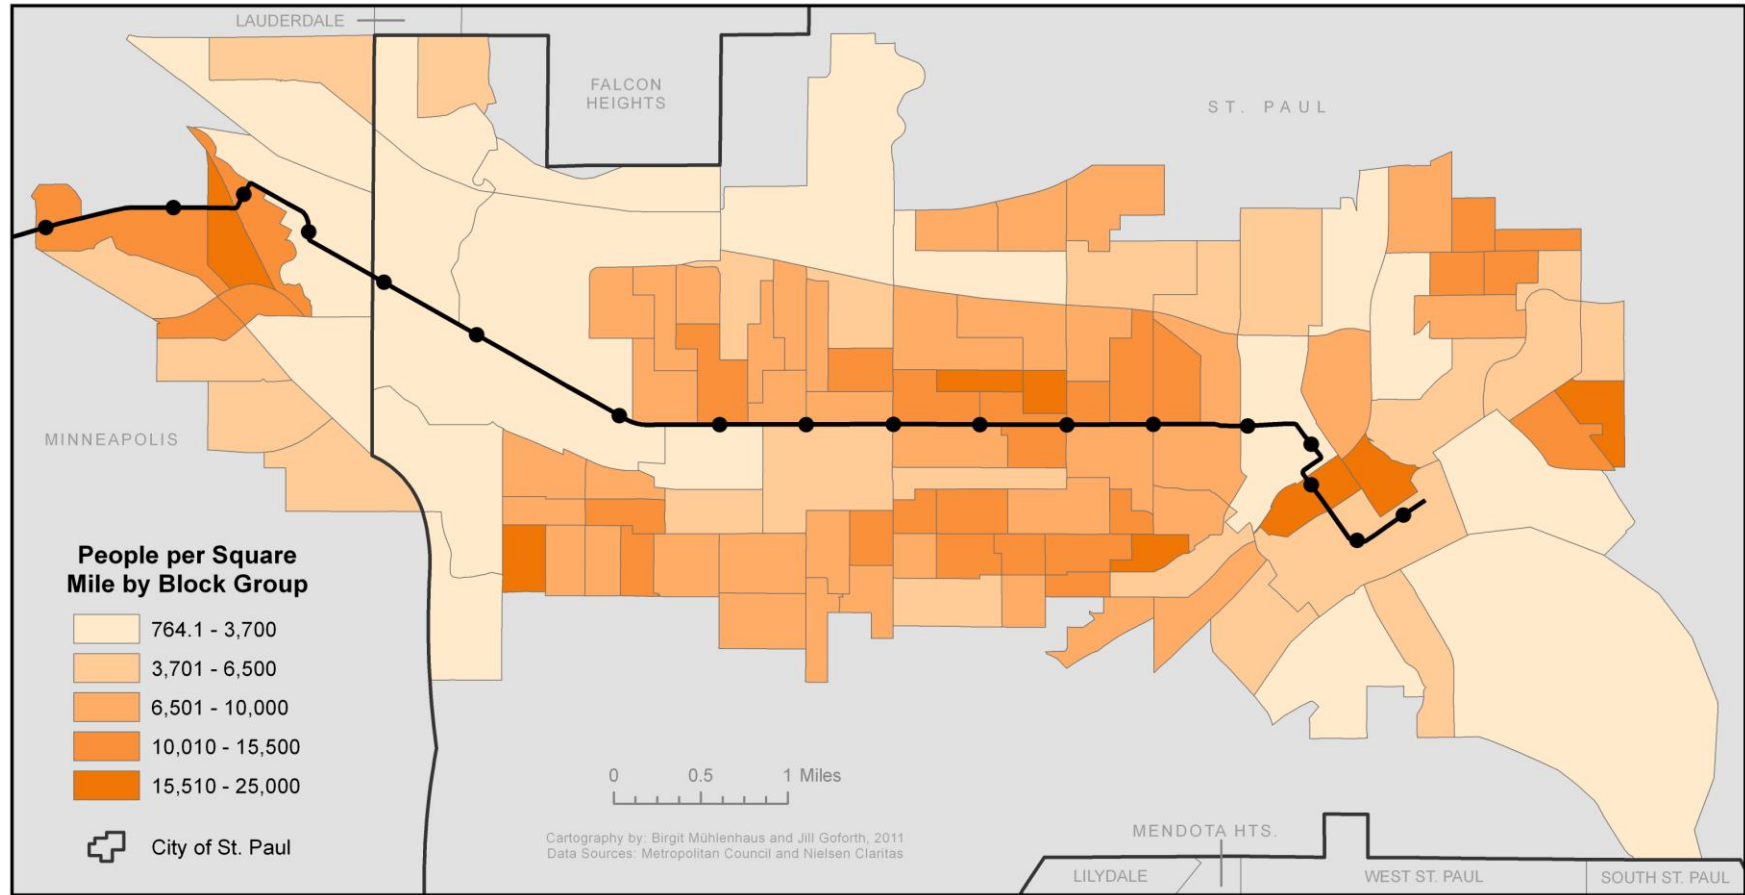 LAUDERDALE
FALCON
HEIGHTS
ST. PAUL
MINNEAPOLIS
People per Square
Mile by Block Group
764.1 - 3,700
3,701 - 6,500
6,501 - 10,000
10,010 - 15,500
15,510 - 25,000
City of St. Paul
0 0.5 1 Miles
Cartography by: Birgit Mühlenhaus and Jill Goforth, 2011
Data Sources: Metropolitan Council and Nielsen Claritas
MENDOTA HTS.
LILYDALE
WEST ST. PAUL
SOUTH ST. PAUL